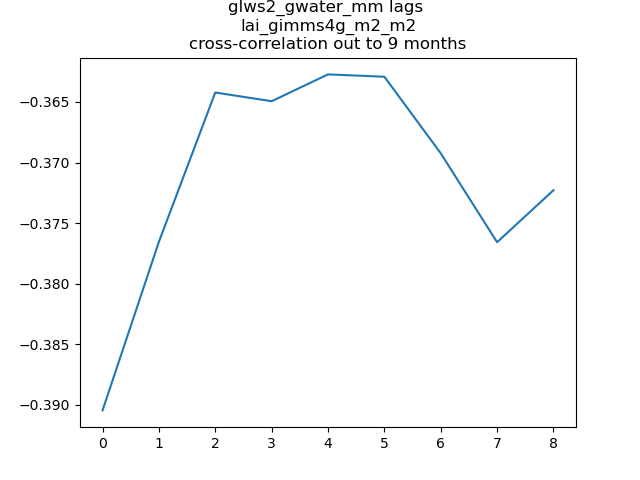 glws2_gwater_mm lags
lai_gimms4g_m2_m2
cross-correlation out to 9 months
−0.365
−0.370
−0.375
−0.380
−0.385
−0.390
0 1 2 3 4 5 6 7 8